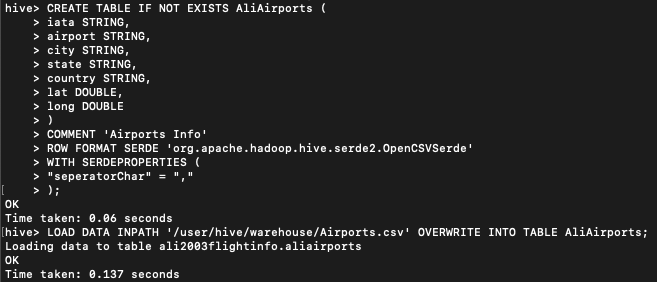 hive> CREATE TABLE IF NOT EXISTS AliAirports (
> iata STRING,
> airport STRING,
> city STRING,
> state STRING,
> country STRING,
> lat DOUBLE,
> long DOUBLE
> )
> COMMENT 'Airports Info'
> ROW FORMAT SERDE 'org.apache.hadoop.hive.serde2.OpenCSVSerde'
> WITH SERDEPROPERTIES (
> "seperatorChar" = ","
[ > );
OK
Time taken: 0.06 seconds
[hive> LOAD DATA INPATH '/user/hive/warehouse/Airports.csv' OVERWRITE INTO TABLE AliAirports;
Loading data to table ali2003flightinfo.aliairports
OK
Time taken: 0.137 seconds